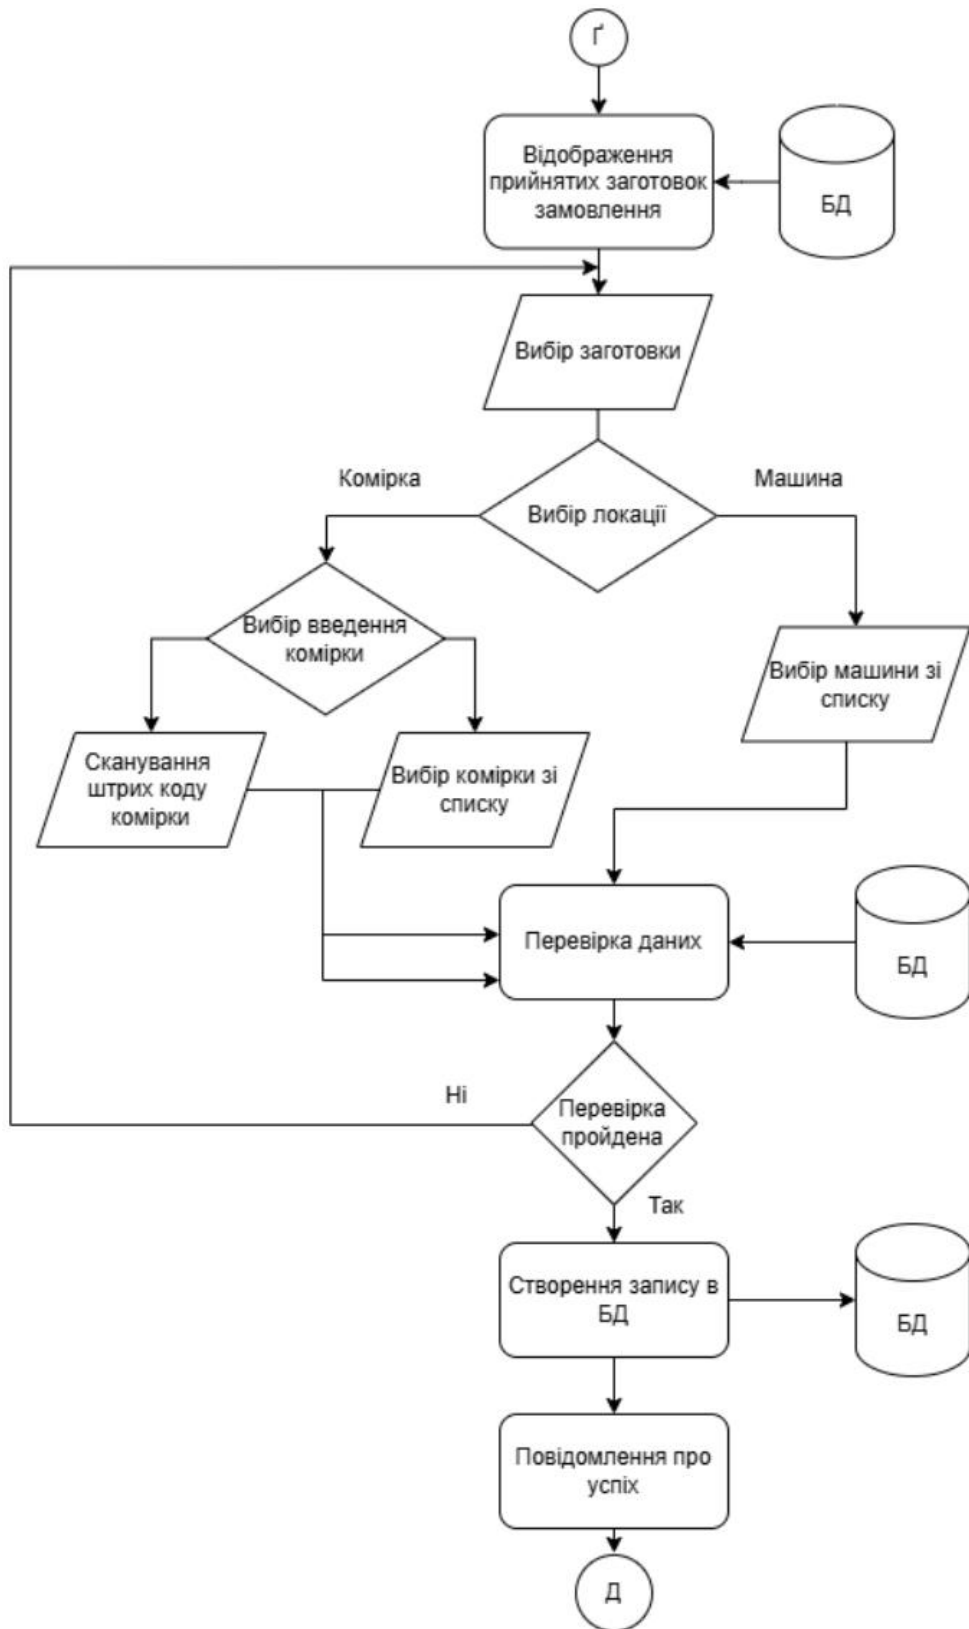 Ґ
Відображення
прийнятих заготовок
замовлення
БД
Вибір заготовки
Комірка
Машина
Вибір локації
Вибір введення
комірки
Вибір машини зі
списку
Сканування
штрих коду
комірки
Вибір комірки зі
списку
Перевірка даних
БД
Ні
Перевірка
пройдена
Так
Створення запису в
БД
БД
Повідомлення про
успіх
Д